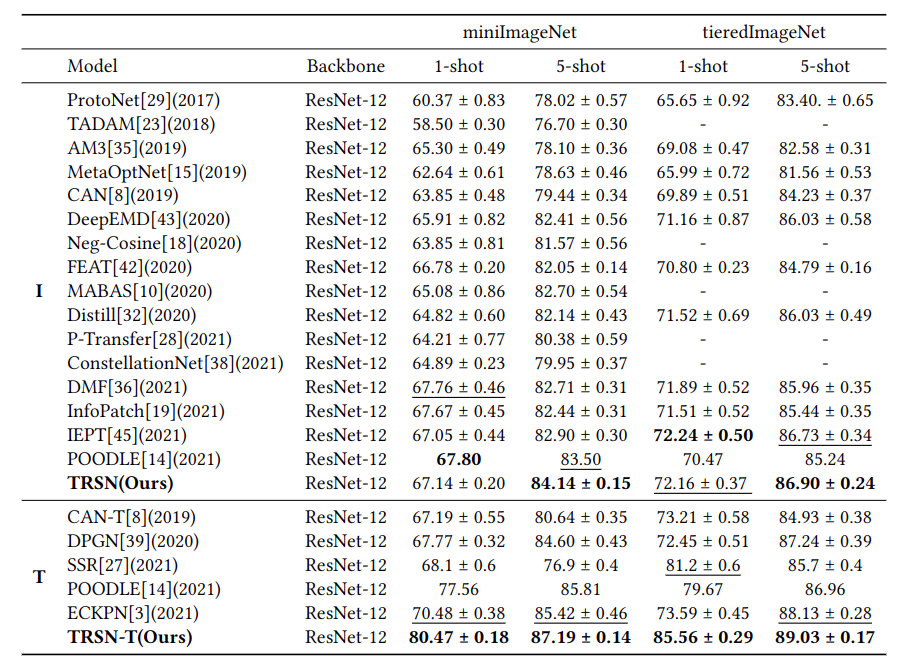 miniImageNet tieredImageNet
Model Backbone 1-shot 5-shot 1-shot 5-shot
ProtoNet[29](2017) ResNet-12 60.37 ± 0.83 78.02 ± 0.57 65.65 ± 0.92 83.40. ± 0.65
TADAM[23](2018) ResNet-12 58.50 ± 0.30 76.70 ± 0.30 - -
AM3[35](2019) ResNet-12 65.30 ± 0.49 78.10 ± 0.36 69.08 ± 0.47 82.58 ± 0.31
MetaOptNet[15](2019) ResNet-12 62.64 ± 0.61 78.63 ± 0.46 65.99 ± 0.72 81.56 ± 0.53
CAN[8](2019) ResNet-12 63.85 ± 0.48 79.44 ± 0.34 69.89 ± 0.51 84.23 ± 0.37
DeepEMD[43](2020) ResNet-12 65.91 ± 0.82 82.41 ± 0.56 71.16 ± 0.87 86.03 ± 0.58
Neg-Cosine[18](2020) ResNet-12 63.85 ± 0.81 81.57 ± 0.56 - -
FEAT[42](2020) ResNet-12 66.78 ± 0.20 82.05 ± 0.14 70.80 ± 0.23 84.79 ± 0.16
I MABAS[10](2020) ResNet-12 65.08 ± 0.86 82.70 ± 0.54 - -
Distill[32](2020) ResNet-12 64.82 ± 0.60 82.14 ± 0.43 71.52 ± 0.69 86.03 ± 0.49
P-Transfer[28](2021) ResNet-12 64.21 ± 0.77 80.38 ± 0.59 - -
ConstellationNet[38](2021) ResNet-12 64.89 ± 0.23 79.95 ± 0.37 - -
DMF[36](2021) ResNet-12 67.76 ± 0.46 82.71 ± 0.31 71.89 ± 0.52 85.96 ± 0.35
InfoPatch[19](2021) ResNet-12 67.67 ± 0.45 82.44 ± 0.31 71.51 ± 0.52 85.44 ± 0.35
IEPT[45](2021) ResNet-12 67.05 ± 0.44 82.90 ± 0.30 72.24 ± 0.50 86.73 ± 0.34
POODLE[14](2021) ResNet-12 67.80 83.50 70.47 85.24
TRSN(Ours) ResNet-12 67.14 ± 0.20 84.14 ± 0.15 72.16 ± 0.37 86.90 ± 0.24
CAN-T[8](2019) ResNet-12 67.19 ± 0.55 80.64 ± 0.35 73.21 ± 0.58 84.93 ± 0.38
DPGN[39](2020) ResNet-12 67.77 ± 0.32 84.60 ± 0.43 72.45 ± 0.51 87.24 ± 0.39
T SSR[27](2021) ResNet-12 68.1 ± 0.6 76.9 ± 0.4 81.2 ± 0.6 85.7 ± 0.4
POODLE[14](2021) ResNet-12 77.56 85.81 79.67 86.96
ECKPN[3](2021) ResNet-12 70.48 ± 0.38 85.42 ± 0.46 73.59 ± 0.45 88.13 ± 0.28
TRSN-T(Ours) ResNet-12 80.47 ± 0.18 87.19 ± 0.14 85.56 ± 0.29 89.03 ± 0.17